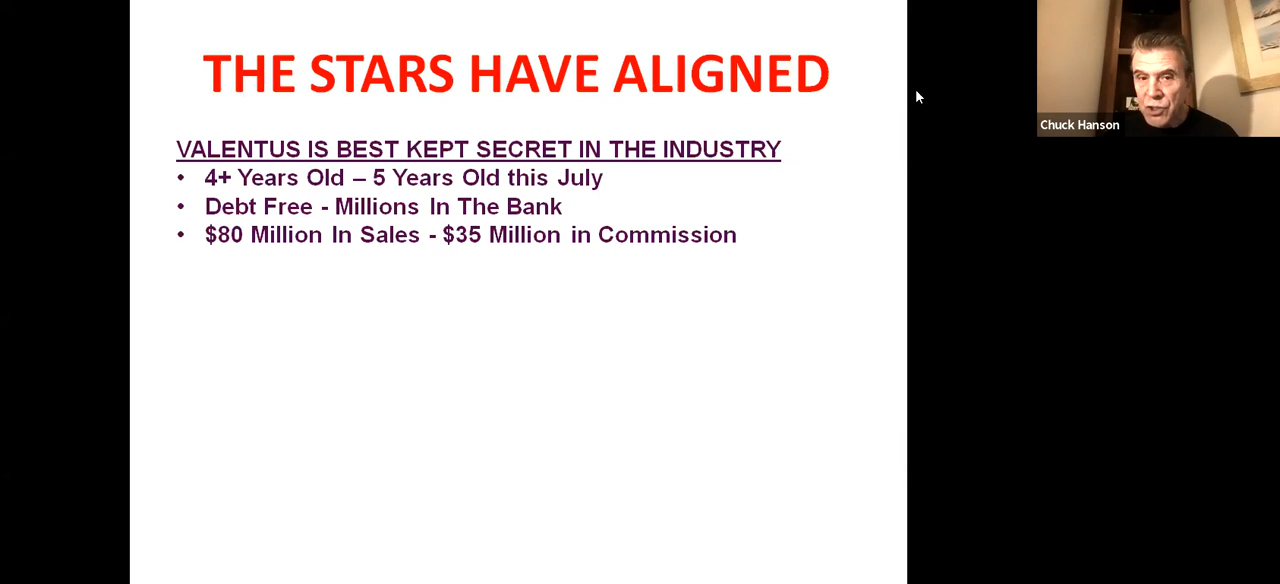 THE STARS HAVE ALIGNED
VALENTUS IS BEST KEPT SECRET IN THE INDUSTRY
• 4+ Years Old – 5 Years Old this July
• Debt Free - Millions In The Bank
• $80 Million In Sales - $35 Million in Commission
Chuck Hanson